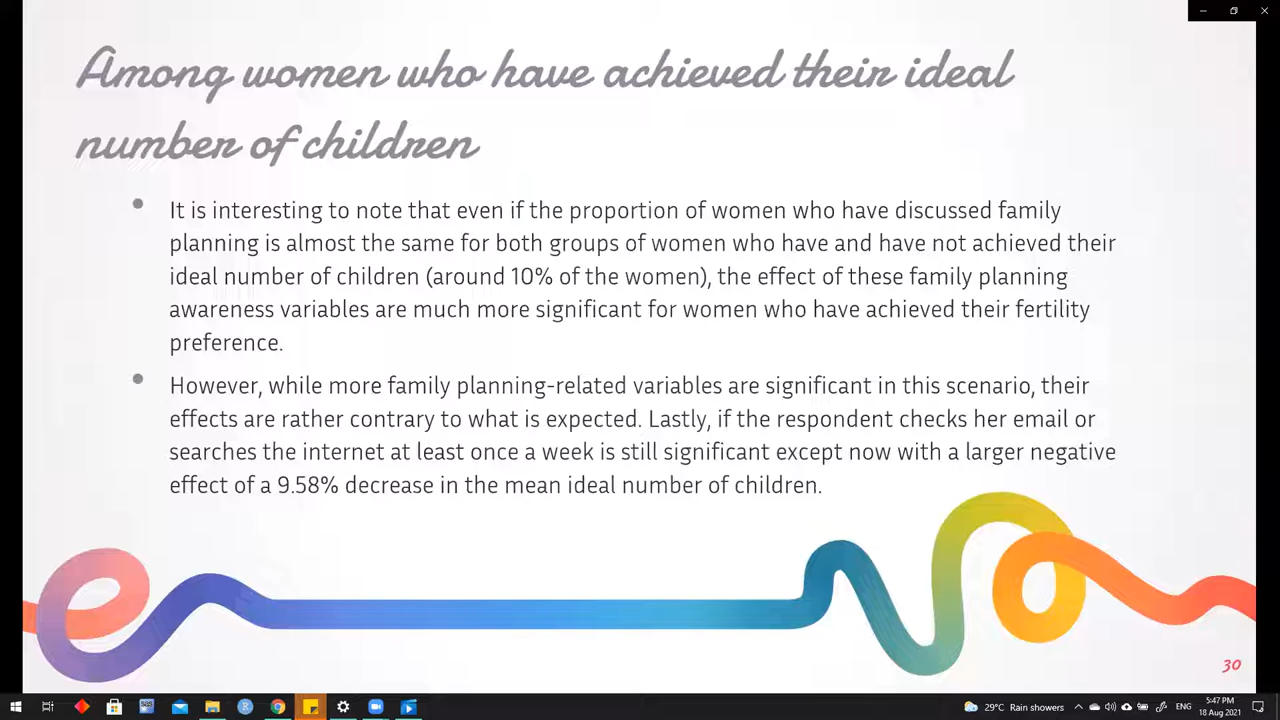 Among women who have achieved their ideal
number of children
It is interesting to note that even if the proportion of women who have discussed family
planning is almost the same for both groups of women who have and have not achieved their
ideal number of children (around 10% of the women), the effect of these family planning
awareness variables are much more significant for women who have achieved their fertility
preference.
However, while more family planning-related variables are significant in this scenario, their
effects are rather contrary to what is expected. Lastly, if the respondent checks her email or
searches the internet at least once a week is still significant except now with a larger negative
effect of a 9.58% decrease in the mean ideal number of children.
30
29°C Rain showers
ENG
5:47 PM
18 Aug 2021